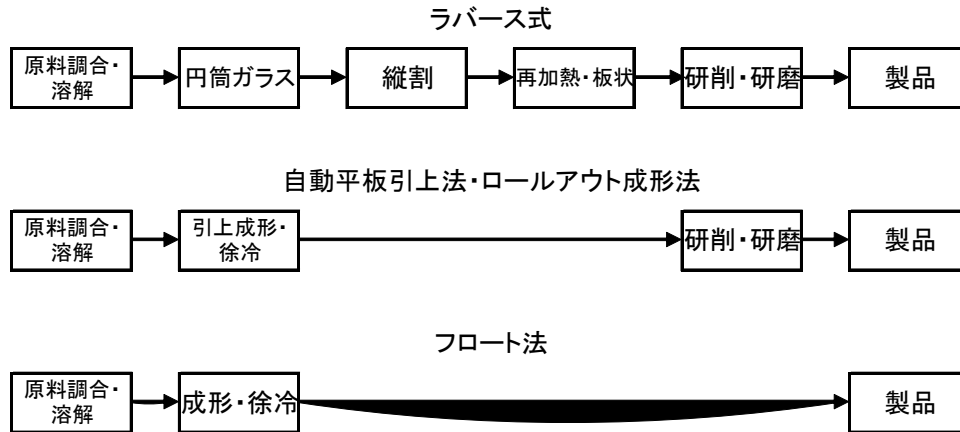 ラバース式
原料調合・
溶解
円筒ガラス
縦割
再加熱・板状
研削・研磨
製品
自動平板引上法・ロールアウト成形法
原料調合・
溶解
引上成形・
徐冷
研削・研磨
製品
フロート法
原料調合・
溶解
成形・徐冷
製品